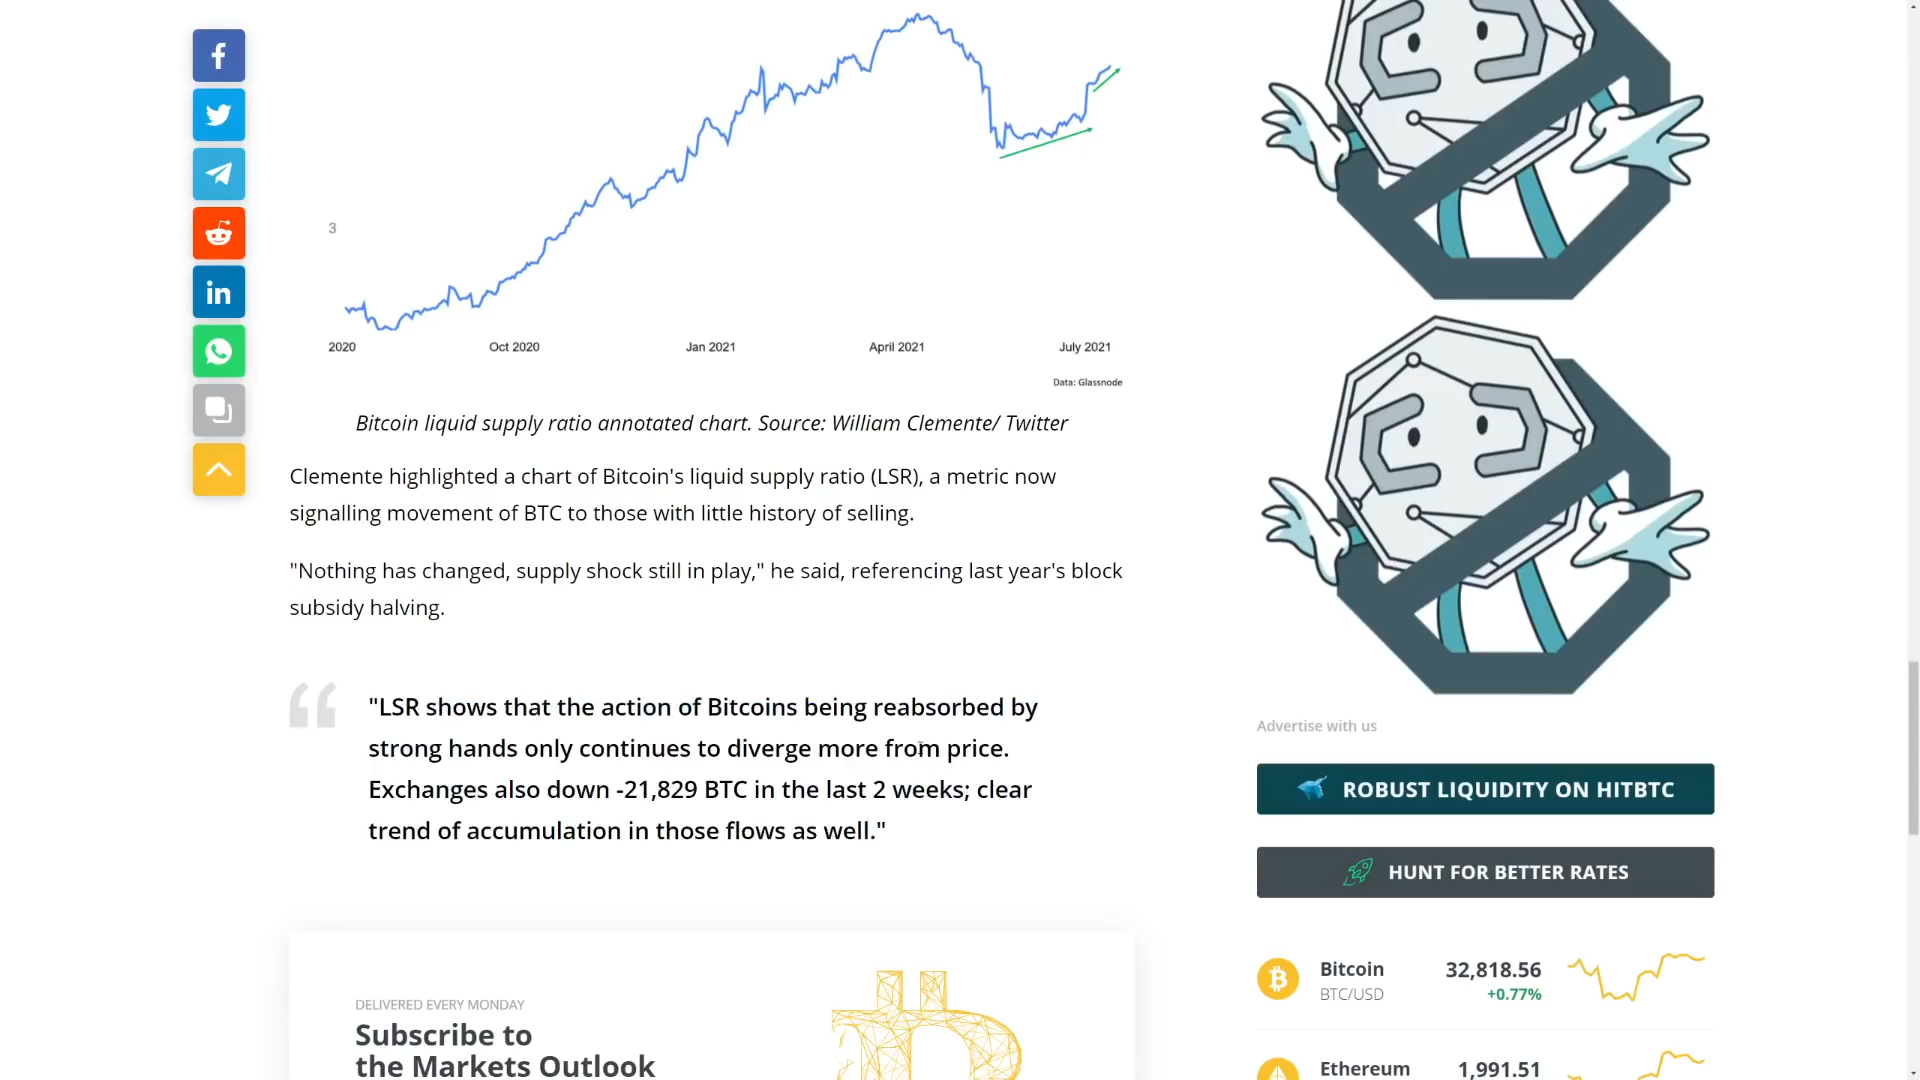 3
2020
Oct 2020
Jan 2021
April 2021
July 2021
Data: Glassnode
Bitcoin liquid supply ratio annotated chart. Source: William Clemente/ Twitter
Clemente highlighted a chart of Bitcoin's liquid supply ratio (LSR), a metric now
signalling movement of BTC to those with little history of selling.
"Nothing has changed, supply shock still in play," he said, referencing last year's block
subsidy halving.
"LSR shows that the action of Bitcoins being reabsorbed by
strong hands only continues to diverge more from price.
Exchanges also down -21,829 BTC in the last 2 weeks; clear
trend of accumulation in those flows as well."
DELIVERED EVERY MONDAY
Subscribe to
the Markets Outlook
Advertise with us
ROBUST LIQUIDITY ON HITBTC
HUNT FOR BETTER RATES
Bitcoin 32,818.56
BTC/USD +0.77%
Ethereum 1,991.51